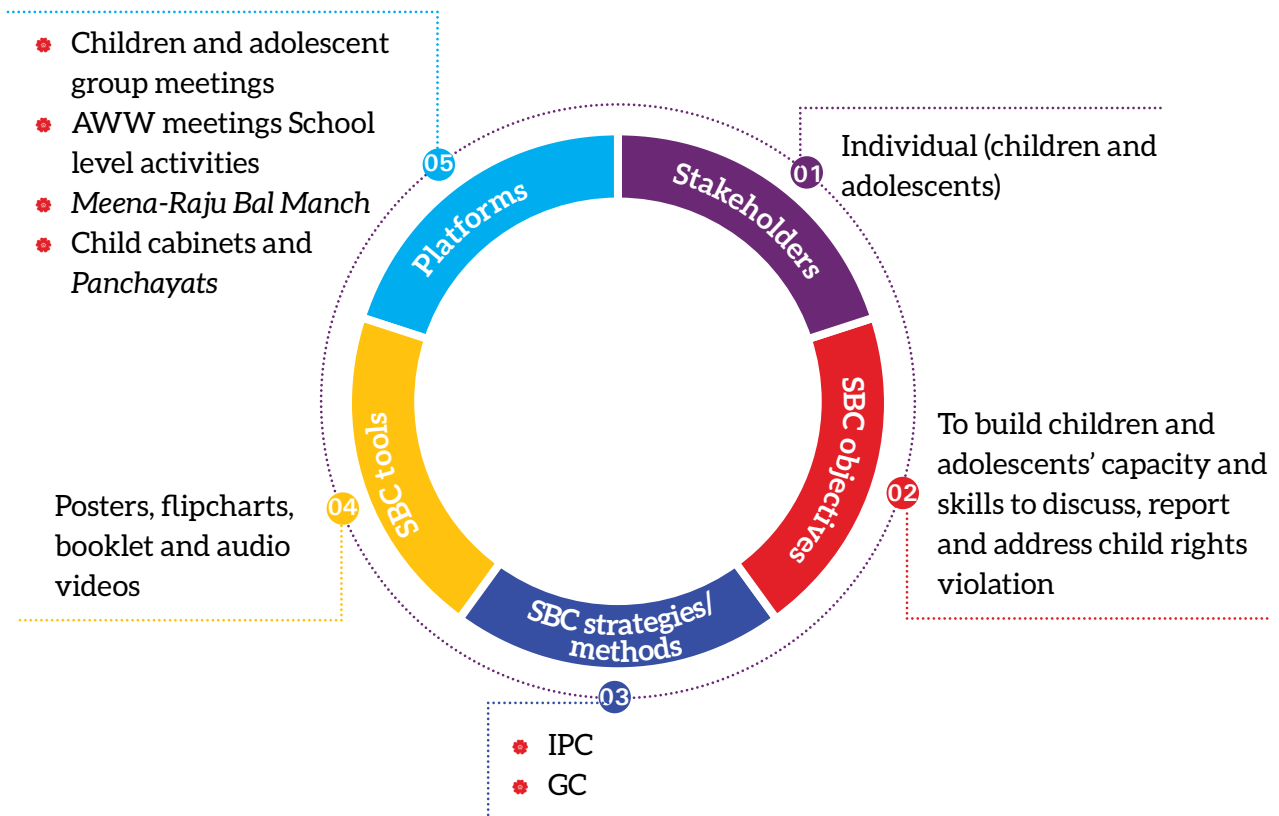 Stakeholders
01
Individual (children and
adolescents)
SBC objectives
02
To build children and
adolescents’ capacity and
skills to discuss, report
and address child rights
violation
SBC strategies/
methods
03
IPC
GC
SBC tools
04
Posters, flipcharts,
booklet and audio
videos
Platforms
05
Children and adolescent
group meetings
AWW meetings School
level activities
Meena-Raju Bal Manch
Child cabinets and
Panchayats